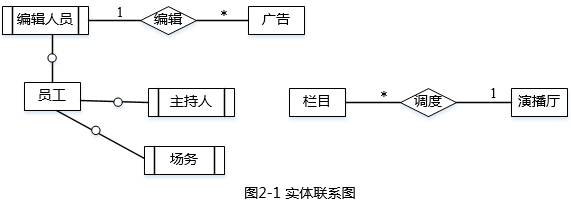 编辑人员 1 编辑 * 广告
员工
主持人
栏目 * 调度 1 演播厅
场务
图2-1 实体联系图